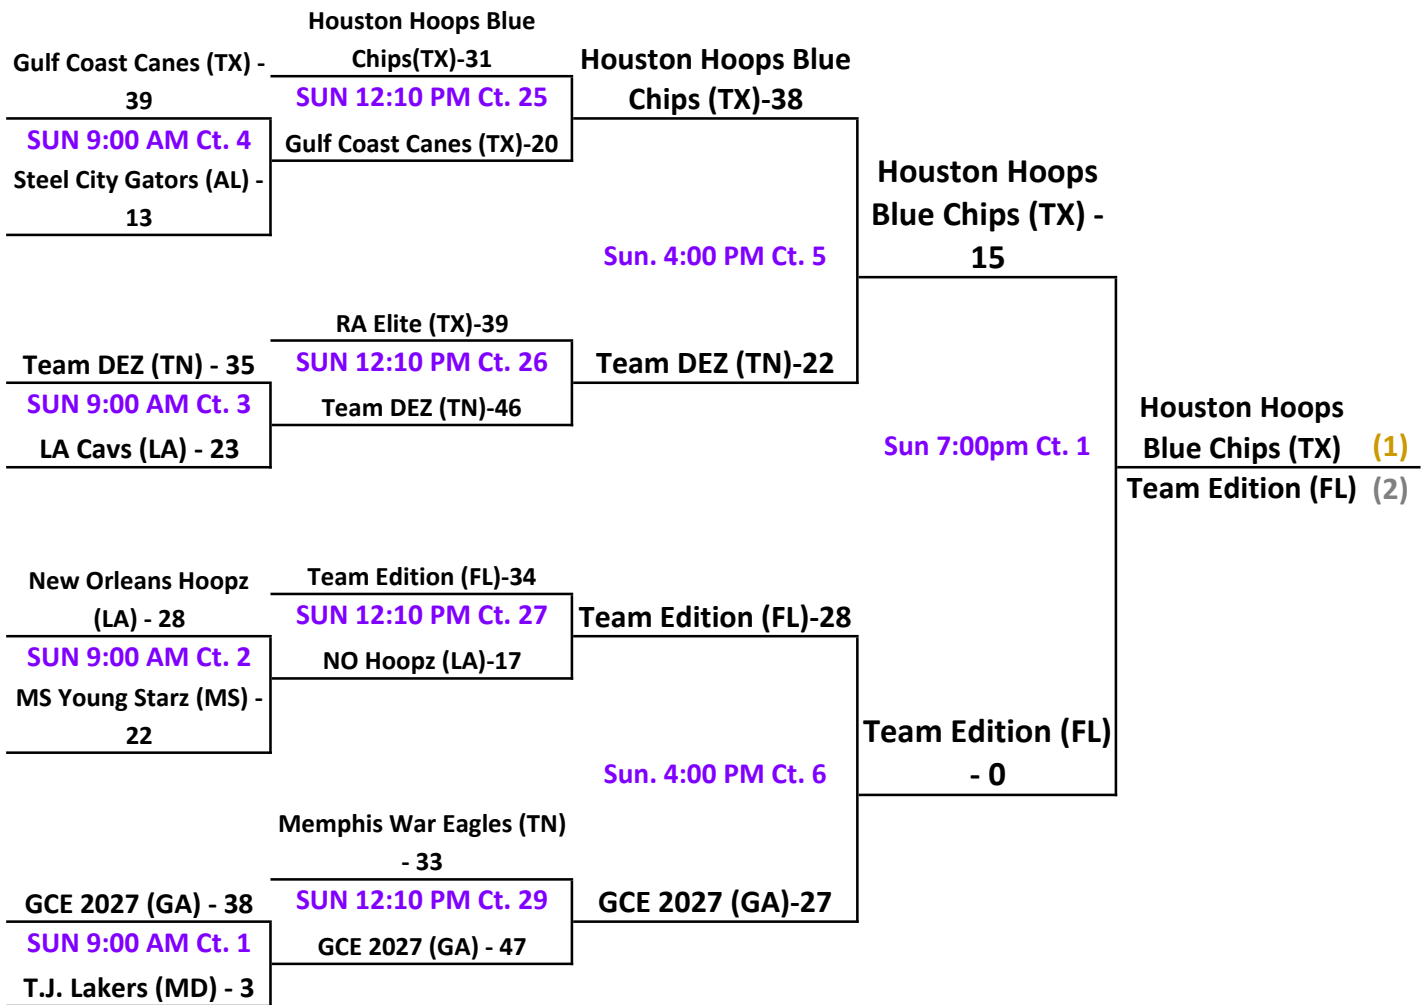 Gulf Coast Canes (TX) -
39
SUN 9:00 AM Ct. 4
Steel City Gators (AL) -
13
Team DEZ (TN) - 35
SUN 9:00 AM Ct. 3
LA Cavs (LA) - 23
New Orleans Hoopz
(LA) - 28
SUN 9:00 AM Ct. 2
MS Young Starz (MS) -
22
GCE 2027 (GA) - 38
SUN 9:00 AM Ct. 1
T.J. Lakers (MD) - 3
Houston Hoops Blue
Chips(TX)-31
SUN 12:10 PM Ct. 25
Gulf Coast Canes (TX)-20
RA Elite (TX)-39
SUN 12:10 PM Ct. 26
Team DEZ (TN)-46
Team Edition (FL)-34
SUN 12:10 PM Ct. 27
NO Hoopz (LA)-17
Memphis War Eagles (TN)
- 33
SUN 12:10 PM Ct. 29
GCE 2027 (GA) - 47
Houston Hoops Blue
Chips (TX)-38
Sun. 4:00 PM Ct. 5
Team DEZ (TN)-22
Team Edition (FL)-28
Sun. 4:00 PM Ct. 6
GCE 2027 (GA)-27
Houston Hoops
Blue Chips (TX) -
15
Sun 7:00pm Ct. 1
Team Edition (FL)
- 0
Houston Hoops
Blue Chips (TX) (1)
Team Edition (FL) (2)